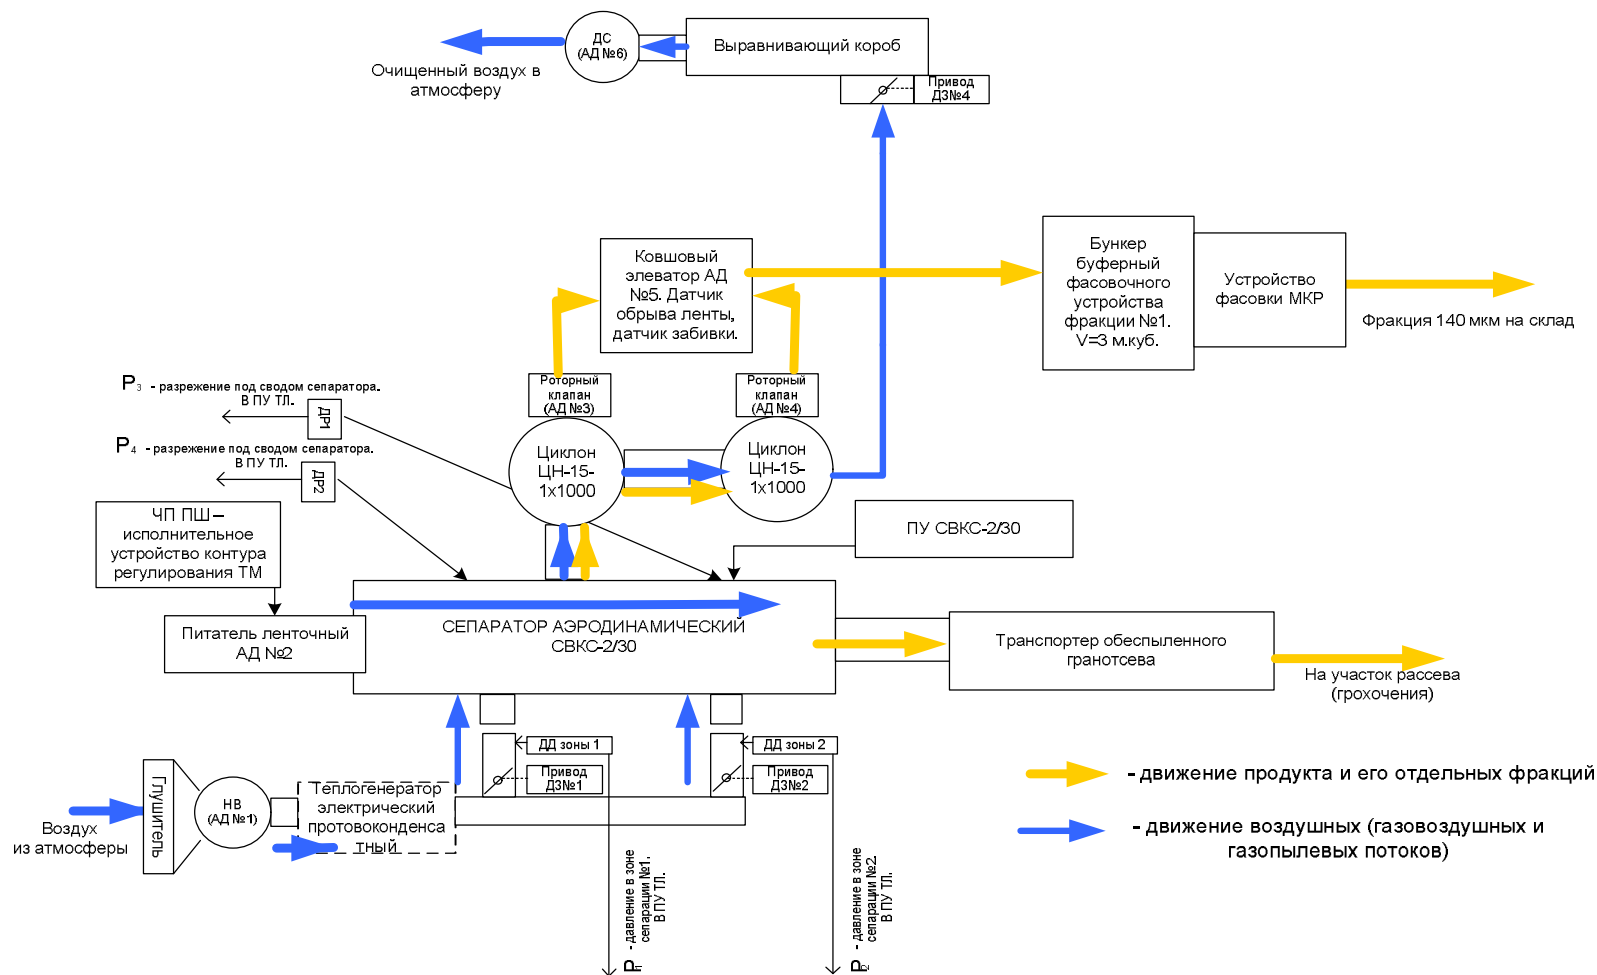 ДС
(АД №6)
Выравнивающий короб
Очищенный воздух в
атмосферу
Привод
ДЗ№4
Ковшовый
элеватор АД
№5. Датчик
обрыва ленты,
датчик забивки.
Бункер
буферный
фасовочного
устройства
фракции №1.
V=3 м.куб.
Устройство
фасовки МКР
Фракция 140 мкм на склад
P3 - разрежение под сводом сепаратора.
В ПУ ТЛ.
ДР1
P4 - разрежение под сводом сепаратора.
В ПУ ТЛ.
ДР2
Роторный
клапан
(АД №3)
Роторный
клапан
(АД №4)
Циклон
ЦН-15-
1х1000
Циклон
ЦН-15-
1х1000
ЧП ПШ –
исполнительное
устройство контура
регулирования ТМ
ПУ СВКС-2/30
Питатель ленточный
АД №2
СЕПАРАТОР АЭРОДИНАМИЧЕСКИЙ
СВКС-2/30
Транспортер обеспыленного
гранотсева
На участок рассева
(грохочения)
ДД зоны 1
Привод
ДЗ№1
ДД зоны 2
Привод
ДЗ№2
Воздух
из атмосферы
Глушитель
НВ
(АД №1)
Теплогенератор
электрический
протовоконденса
тный
P1 - давление в зоне
сепарации №1.
В ПУ ТЛ.
P2 - давление в зоне
сепарации №2.
В ПУ ТЛ.
- движение продукта и его отдельных фракций
- движение воздушных (газовоздушных и
газопылевых потоков)